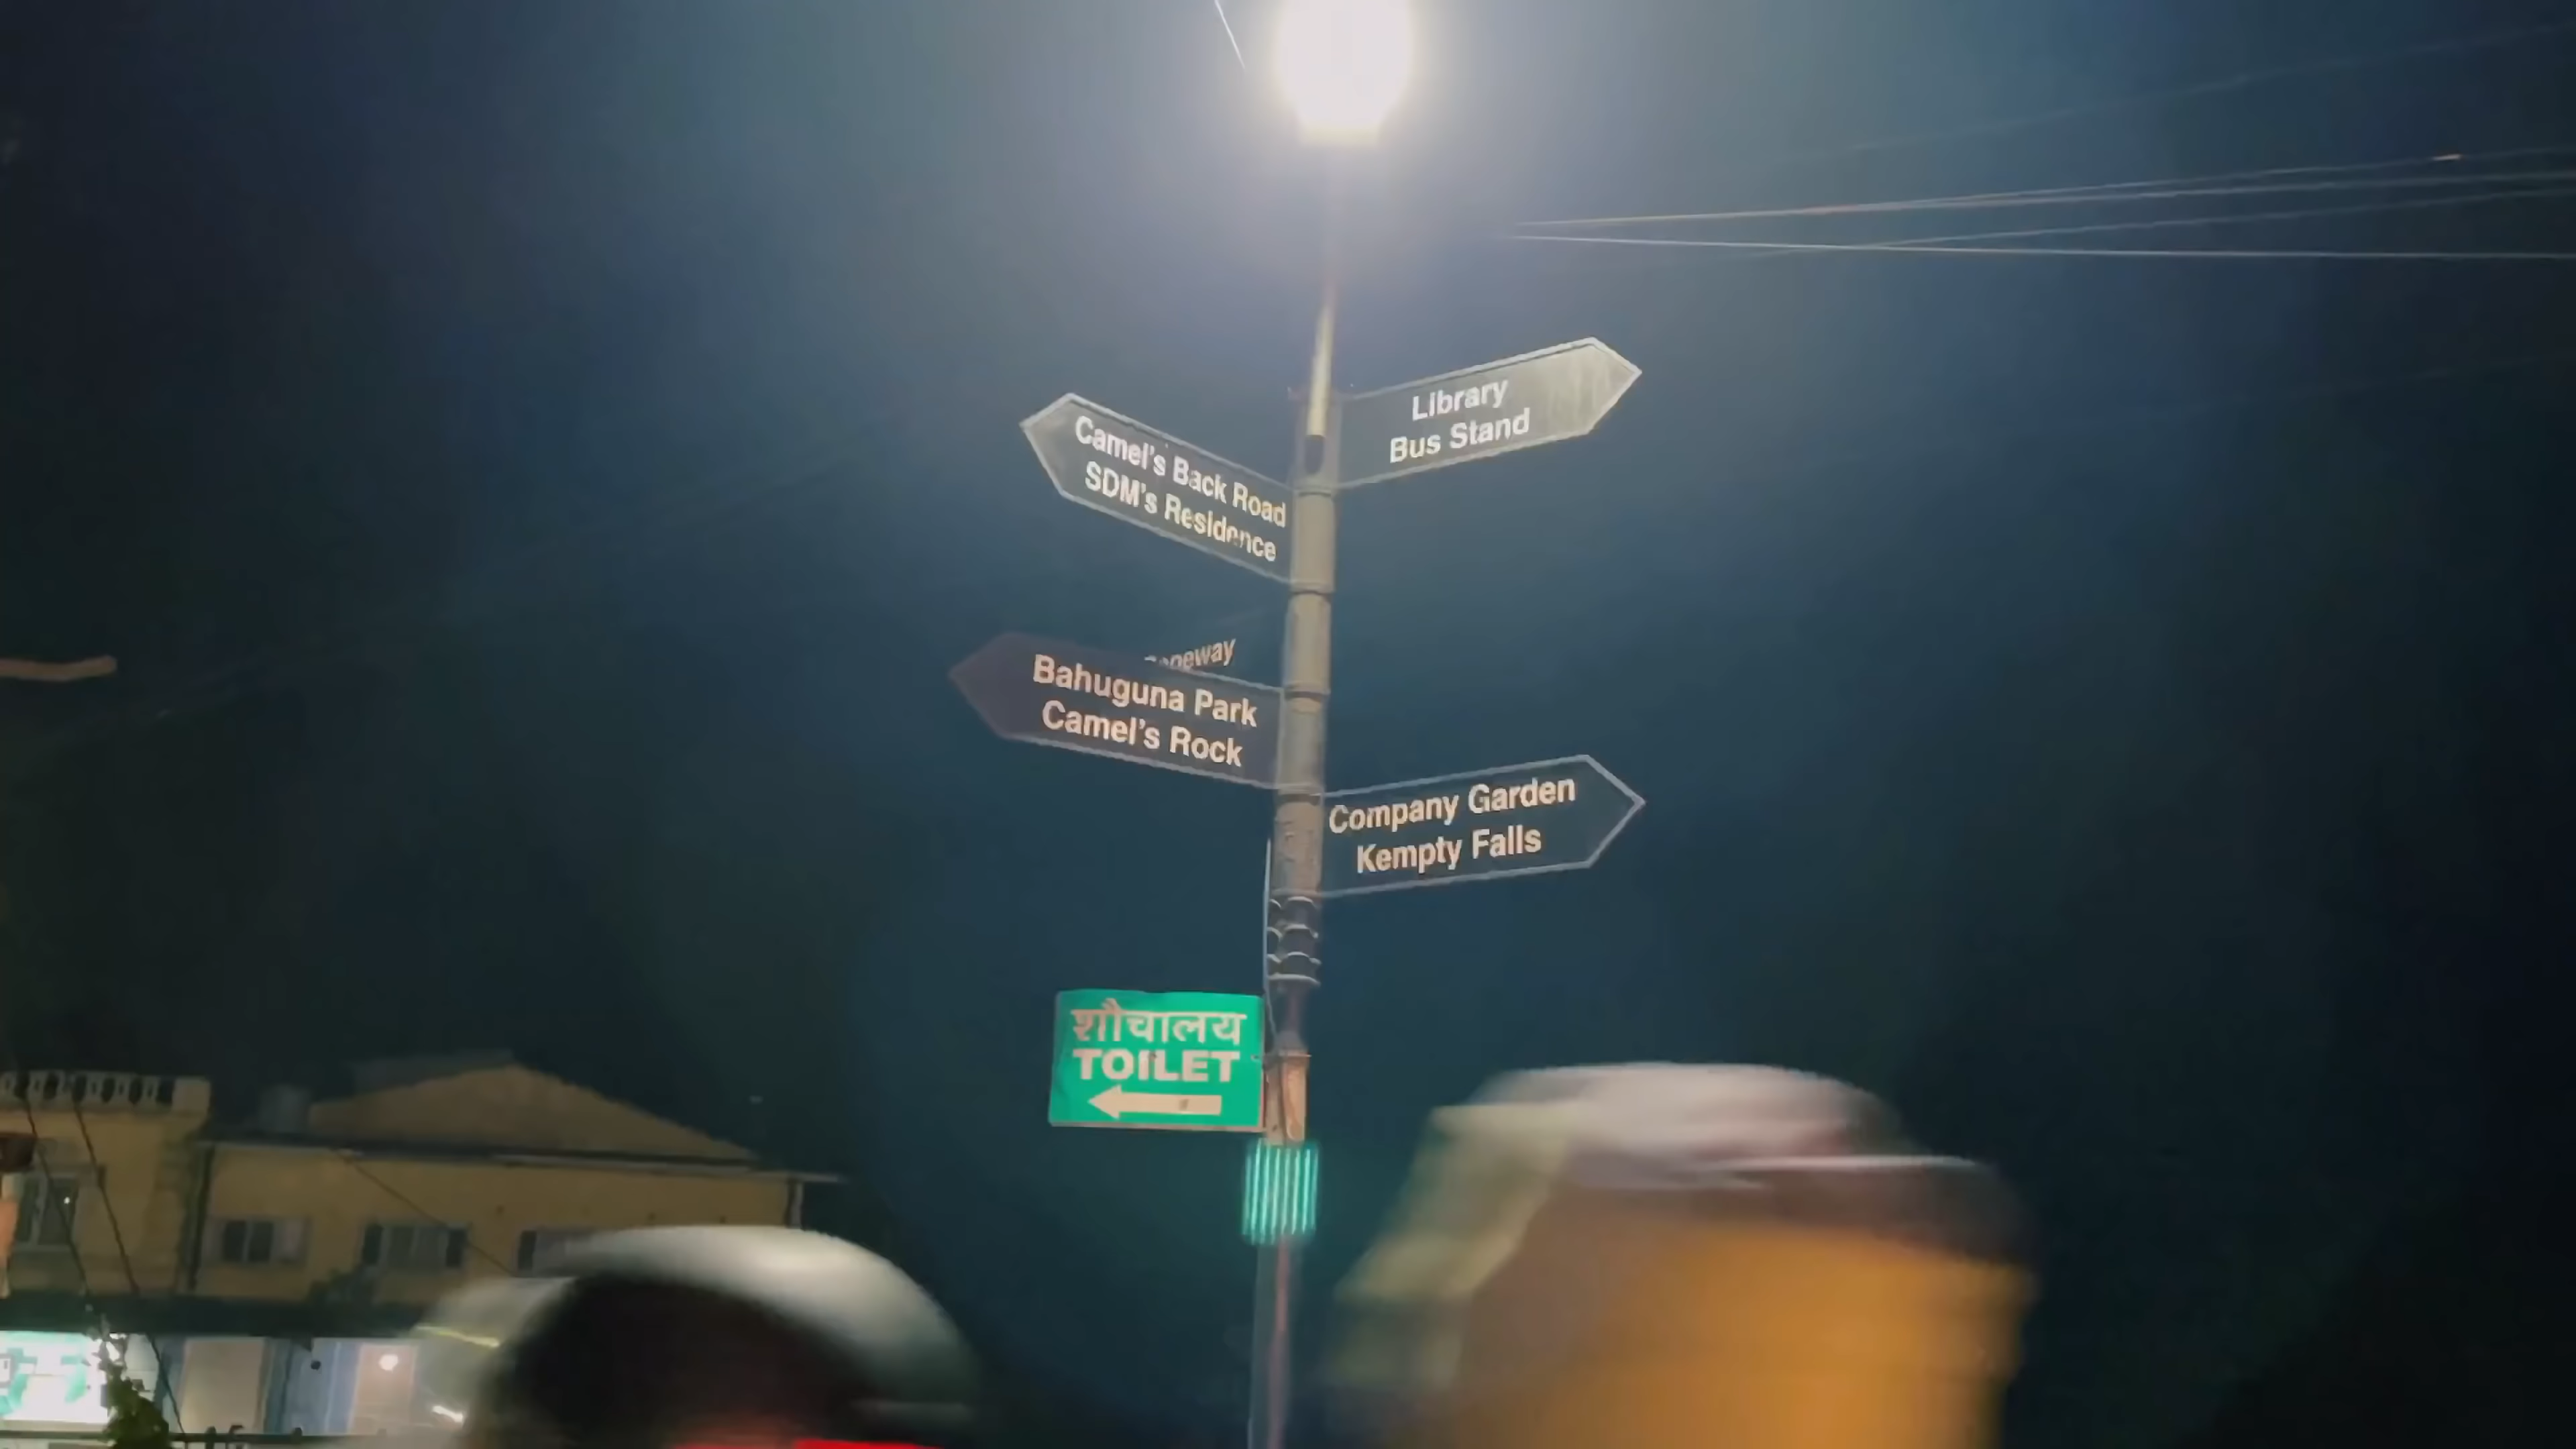 Library
Bus Stand
Camel's Back Road
SDM's Residence
Bahuguna Park
Camel's Rock
Company Garden
Kempty Falls
शौचालय
TOILET